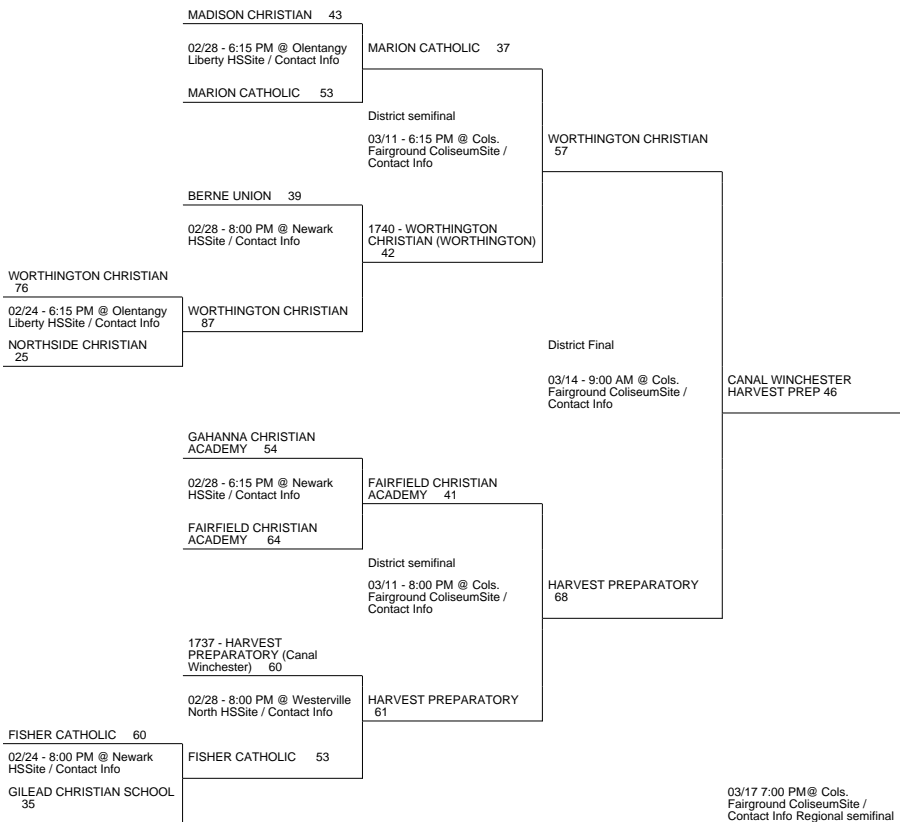 MADISON CHRISTIAN 43
02/28 - 6:15 PM @ Olentangy
Liberty HSSite / Contact Info
MARION CATHOLIC 53
MARION CATHOLIC 37
District semifinal
03/11 - 6:15 PM @ Cols.
Fairground ColiseumSite /
Contact Info
WORTHINGTON CHRISTIAN
57
BERNE UNION 39
02/28 - 8:00 PM @ Newark
HSSite / Contact Info
1740 - WORTHINGTON
CHRISTIAN (WORTHINGTON)
42
WORTHINGTON CHRISTIAN
76
02/24 - 6:15 PM @ Olentangy
Liberty HSSite / Contact Info
NORTHSIDE CHRISTIAN
25
WORTHINGTON CHRISTIAN
87
District Final
03/14 - 9:00 AM @ Cols.
Fairground ColiseumSite /
Contact Info
CANAL WINCHESTER
HARVEST PREP 46
GAHANNA CHRISTIAN
ACADEMY 54
02/28 - 6:15 PM @ Newark
HSSite / Contact Info
FAIRFIELD CHRISTIAN
ACADEMY 64
FAIRFIELD CHRISTIAN
ACADEMY 41
District semifinal
03/11 - 8:00 PM @ Cols.
Fairground ColiseumSite /
Contact Info
HARVEST PREPARATORY
68
1737 - HARVEST
PREPARATORY (Canal
Winchester) 60
02/28 - 8:00 PM @ Westerville
North HSSite / Contact Info
HARVEST PREPARATORY
61
FISHER CATHOLIC 60
02/24 - 8:00 PM @ Newark
HSSite / Contact Info
GILEAD CHRISTIAN SCHOOL
35
FISHER CATHOLIC 53
03/17 7:00 PM@ Cols.
Fairground ColiseumSite /
Contact Info Regional semifinal